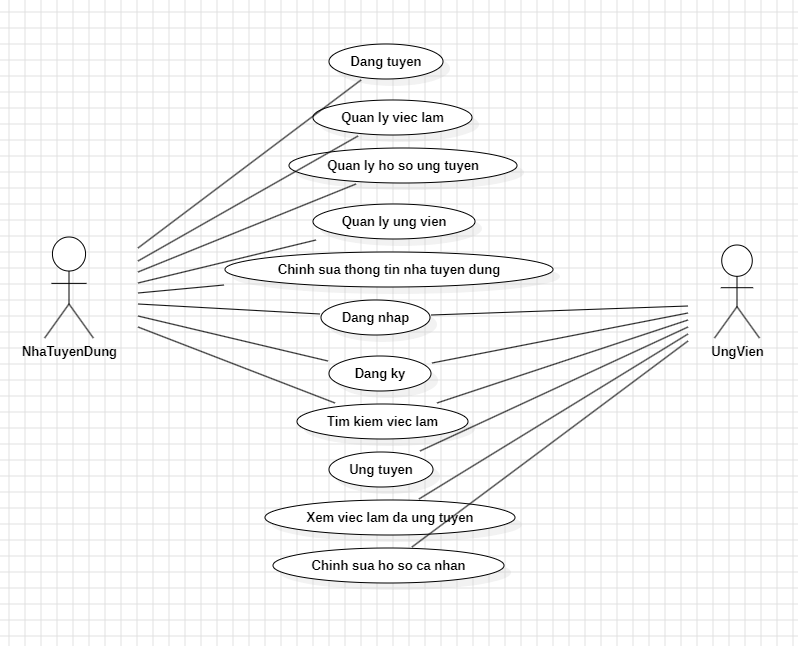 Dang tuyen
Quan ly viec lam
Quan ly ho so ung tuyen
Quan ly ung vien
Chinh sua thong tin nha tuyen dung
Dang nhap
NhaTuyenDung
UngVien
Dang ky
Tim kiem viec lam
Ung tuyen
Xem viec lam da ung tuyen
Chinh sua ho so ca nhan